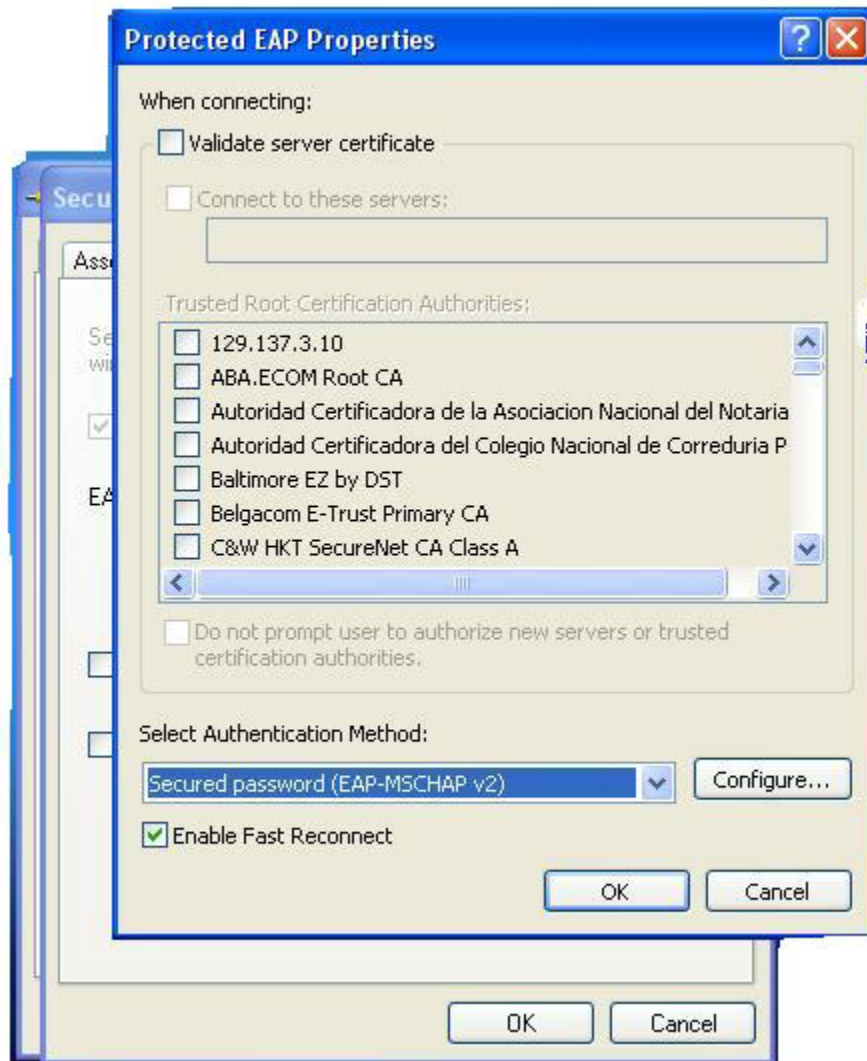 Protected EAP Properties
When connecting:
Validate server certificate
Secu
Connect to these servers:
Asso
Trusted Root Certification Authorities:
Se
wi
129.137.3.10
ABA.ECOM Root CA
Autoridad Certificadora de la Asociacion Nacional del Notaria
Autoridad Certificadora del Colegio Nacional de Correduria P
Baltimore EZ by DST
EA
Belgacom E-Trust Primary CA
C&W HKT SecureNet CA Class A
Do not prompt user to authorize new servers or trusted
certification authorities.
Select Authentication Method:
Secured password (EAP-MSCHAP v2)
Configure...
Enable Fast Reconnect
OK Cancel
OK Cancel